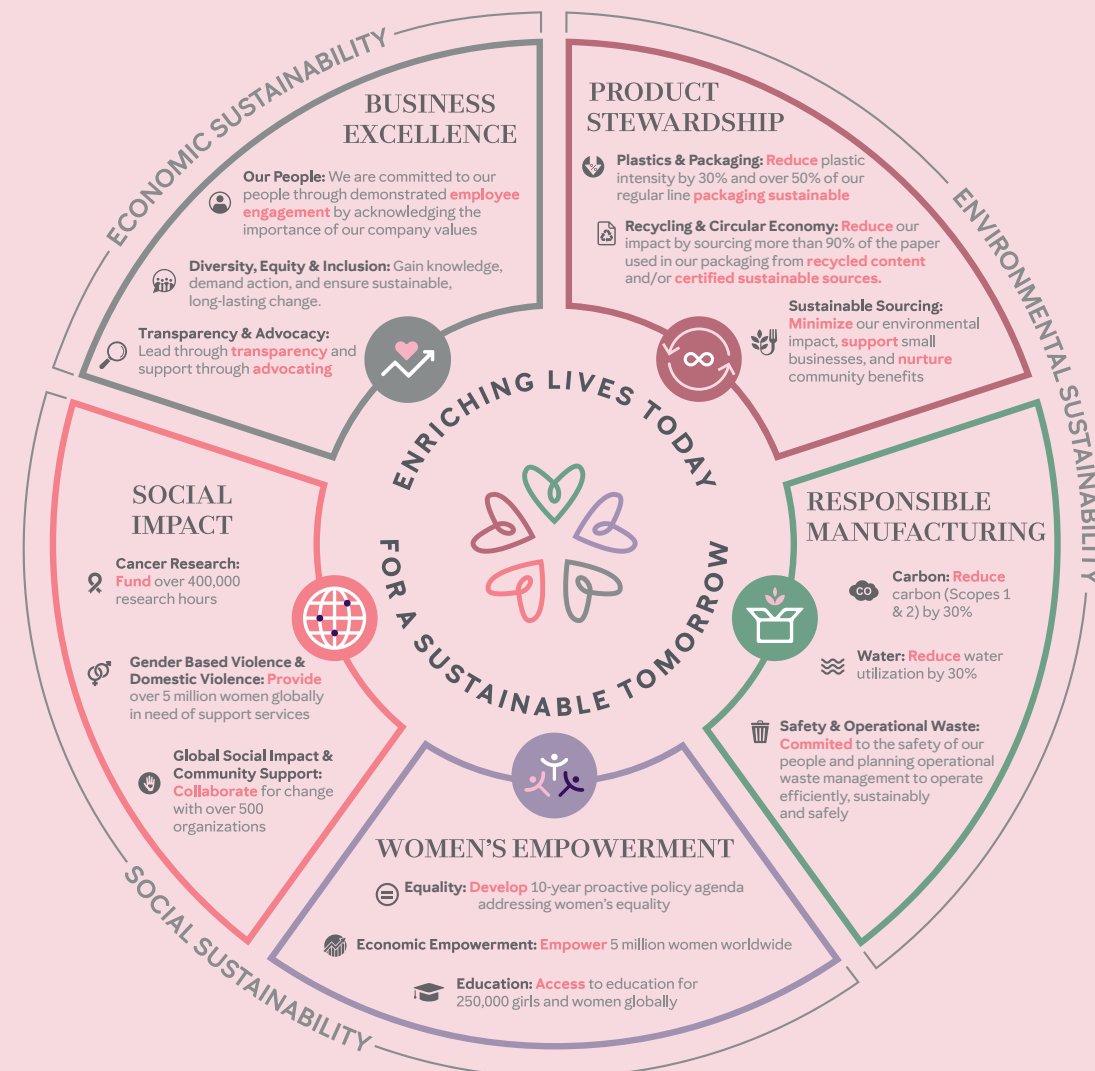 ECONOMIC SUSTAINABILITY
BUSINESS
EXCELLENCE
Our People: We are committed to our
people through demonstrated employee
engagement by acknowledging the
importance of our company values
Diversity, Equity & Inclusion: Gain knowledge,
demand action, and ensure sustainable,
long-lasting change.
Transparency & Advocacy:
Lead through transparency and
support through advocating
ENVIRONMENTAL SUSTAINABILITY
PRODUCT
STEWARDSHIP
%
Plastics & Packaging: Reduce plastic
intensity by 30% and over 50% of our
regular line packaging sustainable
Recycling & Circular Economy: Reduce our
impact by sourcing more than 90% of the paper
used in our packaging from recycled content
and/or certified sustainable sources.
Sustainable Sourcing:
Minimize our environmental
impact, support small
businesses, and nurture
community benefits
RESPONSIBLE
MANUFACTURING
CO
Carbon: Reduce
carbon (Scopes 1
& 2) by 30%
Water: Reduce water
utilization by 30%
Safety & Operational Waste:
Commited to the safety of our
people and planning operational
waste management to operate
efficiently, sustainably
and safely
ENRICHING LIVES TODAY
FOR A SUSTAINABLE TOMORROW
SOCIAL SUSTAINABILITY
SOCIAL
IMPACT
Cancer Research:
Fund over 400,000
research hours
Gender Based Violence &
Domestic Violence: Provide
over 5 million women globally
in need of support services
Global Social Impact &
Community Support:
Collaborate for change
with over 500
organizations
WOMEN'S EMPOWERMENT
Equality: Develop 10-year proactive policy agenda
addressing women's equality
Economic Empowerment: Empower 5 million women worldwide
Education: Access to education for
250,000 girls and women globally